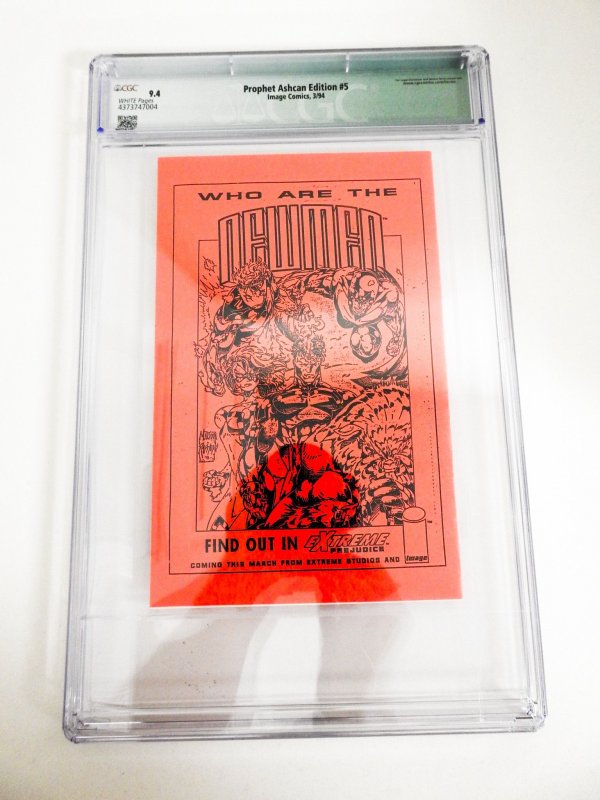 CGC 9.4
WHITE Pages
4373747004
Prophet Ashcan Edition #5
Image Comics, 3/94
WHO ARE THE
NEWMEN
FIND OUT IN EXTREME PREJUDICE
COMING THIS MARCH FROM EXTREME STUDIOS AND Image